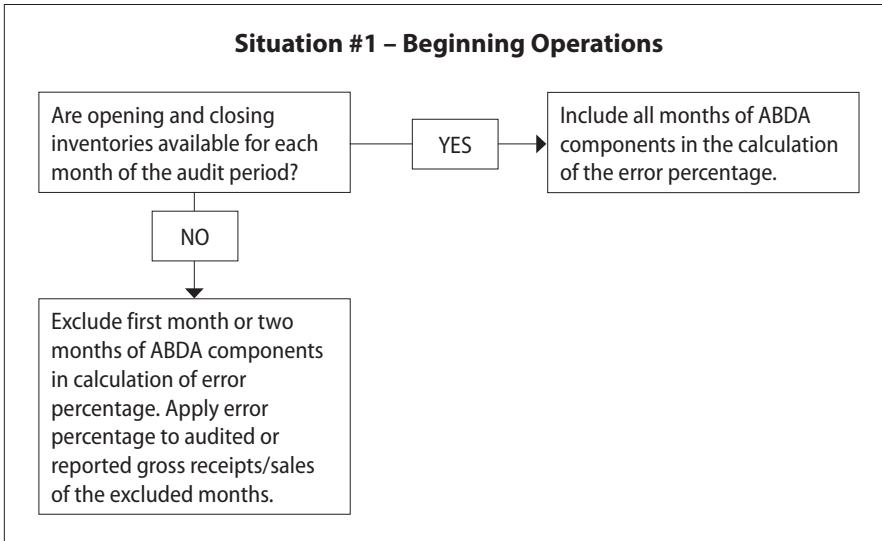 Situation #1 – Beginning Operations
Are opening and closing
inventories available for each
month of the audit period?
YES
Include all months of ABDA
components in the calculation
of the error percentage.
NO
Exclude first month or two
months of ABDA components
in calculation of error
percentage. Apply error
percentage to audited or
reported gross receipts/sales
of the excluded months.